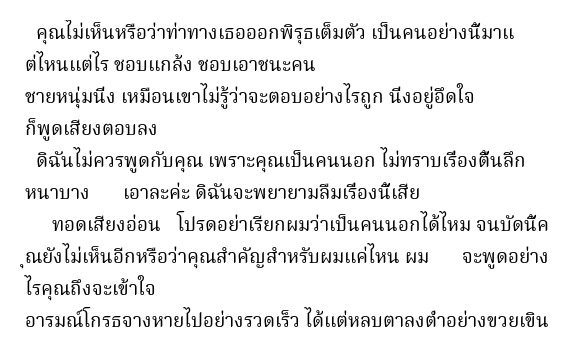 คุณไม่เห็นหรือว่าท่าทางเธอออกพิรุธเต็มตัว เป็นคนอย่างนี้มาแ
ต่ไหนแต่ไร ชอบแกล้ง ชอบเอาชนะคน
ชายหนุ่มนึง เหมือนเขาไม่รู้ว่าจะตอบอย่างไรถูก นึงอยู่อึดใจ
ก็พูดเสียงตอบลง
ดิฉันไม่ควรพูดกับคุณ เพราะคุณเป็นคนนอก ไม่ทราบเรื่องตื้นลึก
หนาบาง เอาละค่ะ ดิฉันจะพยายามลืมเรื่องนี้เสีย
ทอดเสียงอ่อน โปรดอย่าเรียกผมว่าเป็นคนนอกได้ไหม จนบัดนี้ค
ุณยังไม่เห็นอีกหรือว่าคุณสำคัญสำหรับผมแค่ไหน ผม จะพูดอย่าง
ไรคุณถึงจะเข้าใจ
อารมณ์โกรธจางหายไปอย่างรวดเร็ว ได้แต่หลบตาลงต่ำอย่างขวยเขิน